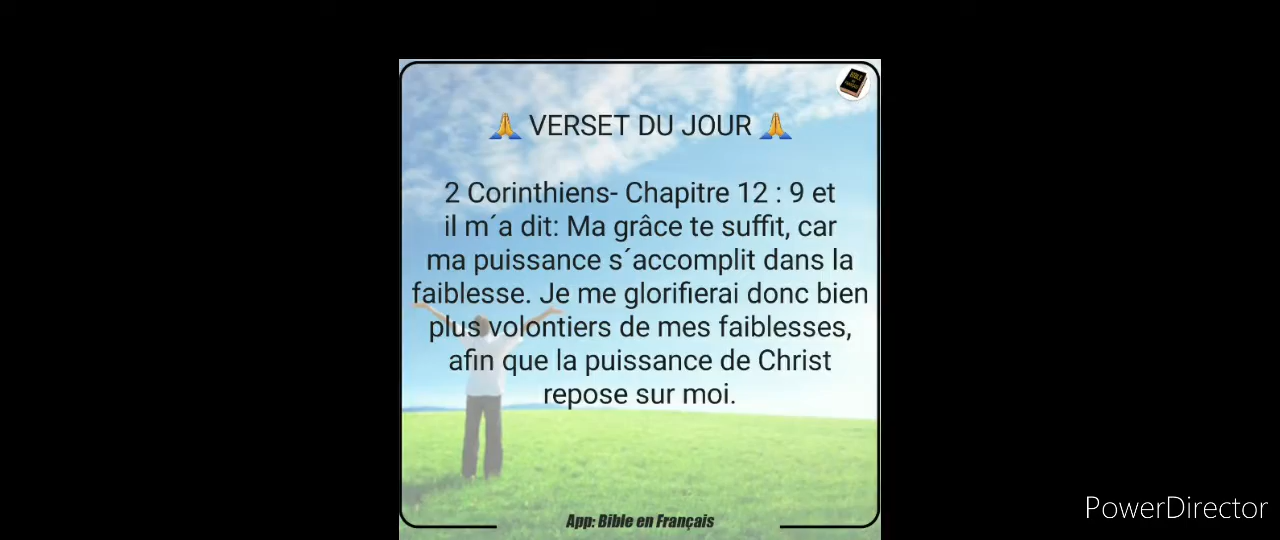 🙏 VERSET DU JOUR 🙏
2 Corinthiens- Chapitre 12 : 9 et
il m´a dit: Ma grâce te suffit, car
ma puissance s´accomplit dans la
faiblesse. Je me glorifierai donc bien
plus volontiers de mes faiblesses,
afin que la puissance de Christ
repose sur moi.
App: Bible en Français
PowerDirector